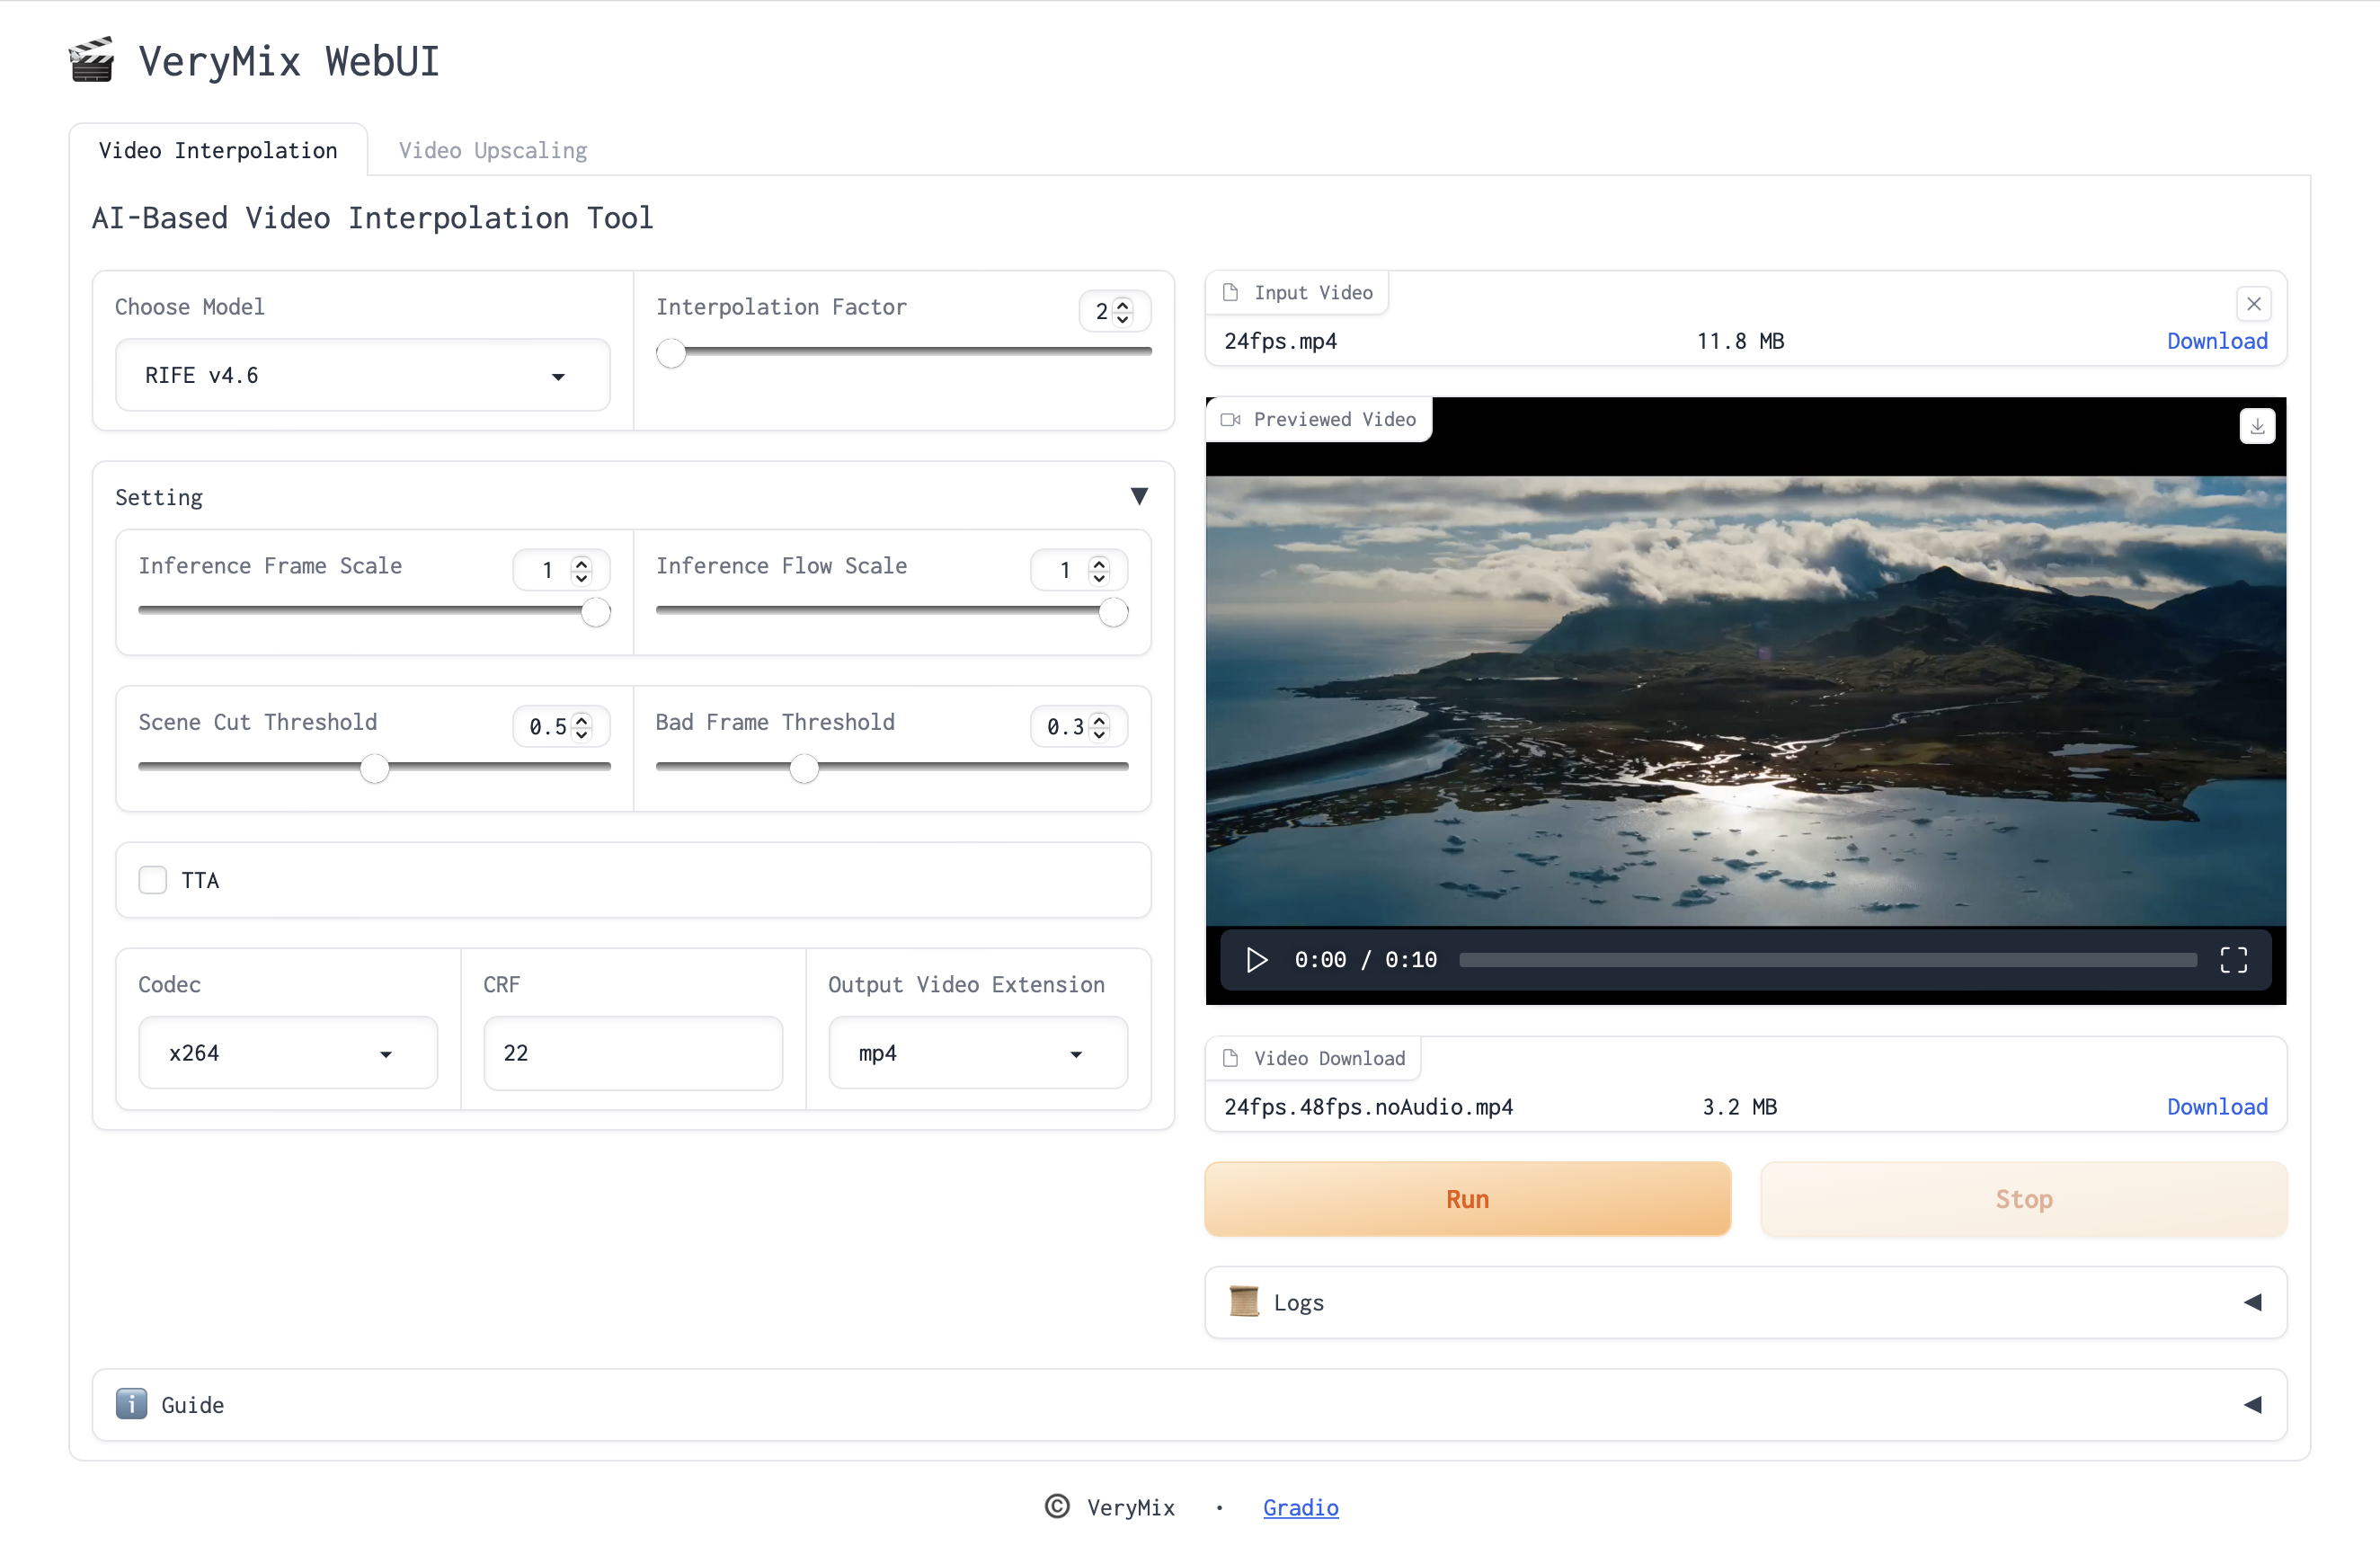 VeryMix WebUI
Video Interpolation
Video Upscaling
AI-Based Video Interpolation Tool
Choose Model
RIFE v4.6
Interpolation Factor
2
Setting
Inference Frame Scale
1
Inference Flow Scale
1
Scene Cut Threshold
0.5
Bad Frame Threshold
0.3
TTA
Codec
x264
CRF
22
Output Video Extension
mp4
Input Video
24fps.mp4 11.8 MB Download
Previewed Video
0:00 / 0:10
Video Download
24fps.48fps.noAudio.mp4 3.2 MB Download
Run
Stop
Logs
Guide
© VeryMix · Gradio